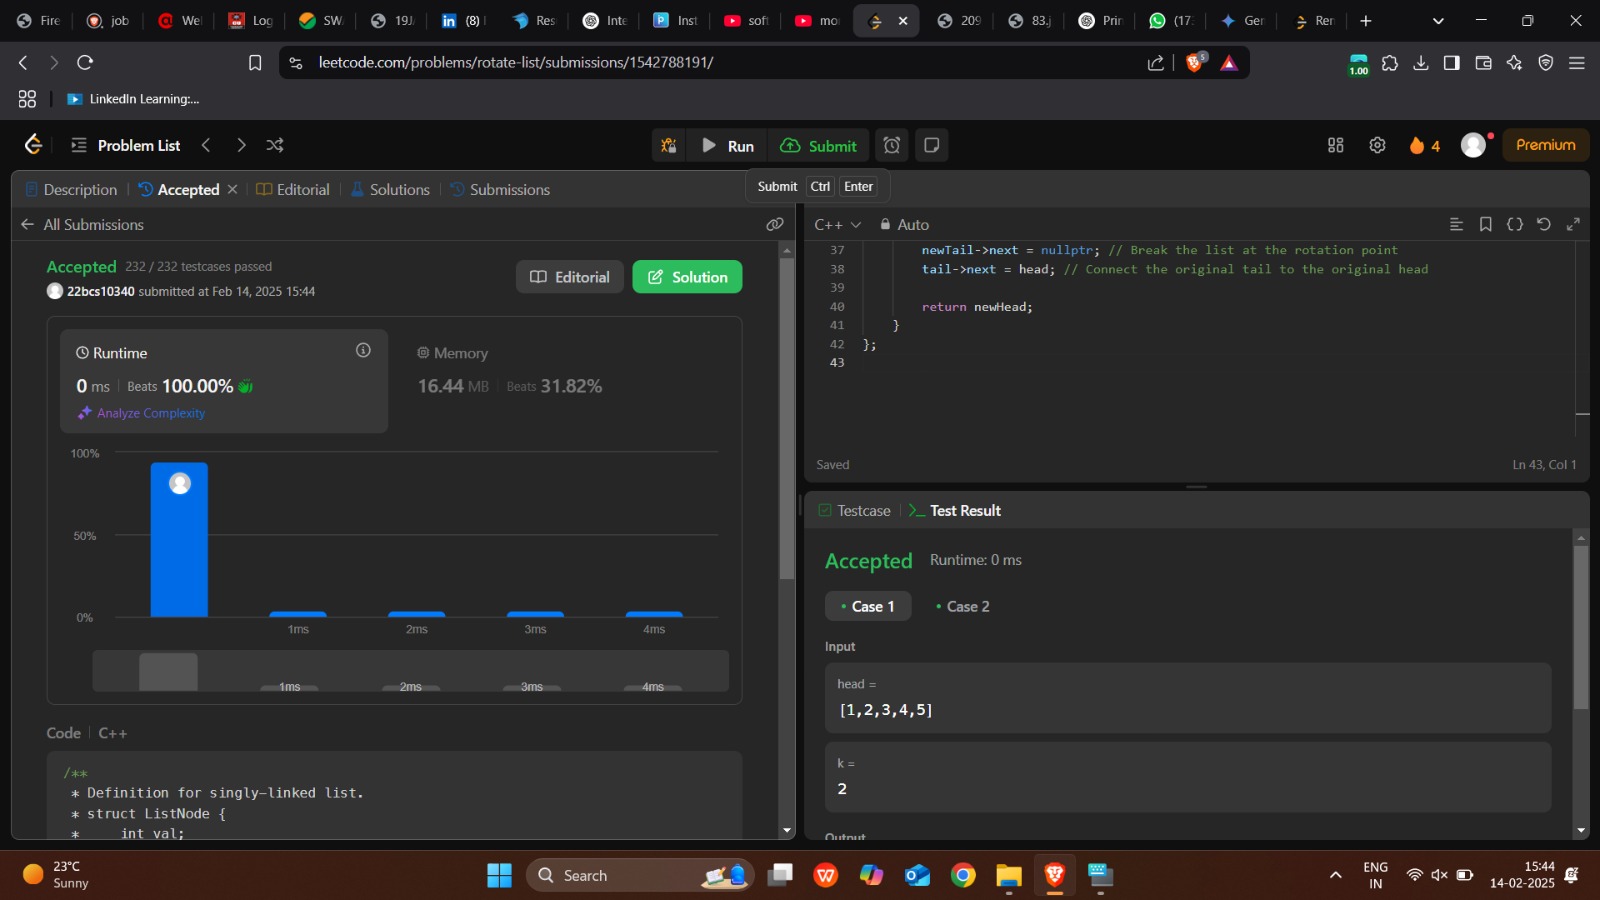 Fire
job
Wel
Log
SW
19.
(8)
Res
Inte
Inst
soft
mo
209
83.j
Prin
(17:
Gen
Ren
leetcode.com/problems/rotate-list/submissions/1542788191/
5
1.00
LinkedIn Learning:...
Problem List
Run
Submit
4
Premium
Description
Accepted
Editorial
Solutions
Submissions
Submit Ctrl Enter
All Submissions
C++
Auto
Accepted 232 / 232 testcases passed
22bcs10340 submitted at Feb 14, 2025 15:44
Editorial
Solution
Runtime
0 ms Beats 100.00%
Analyze Complexity
Memory
16.44 MB Beats 31.82%
100%
50%
0%
1ms 2ms 3ms 4ms
1ms 2ms 3ms 4ms
Code C++
/**
* Definition for singly-linked list.
* struct ListNode {
* int val;
37 newTail->next = nullptr; // Break the list at the rotation point
38 tail->next = head; // Connect the original tail to the original head
39
40 return newHead;
41 }
42 };
43
Saved
Ln 43, Col 1
Testcase
>_ Test Result
Accepted Runtime: 0 ms
• Case 1
• Case 2
Input
head =
[1,2,3,4,5]
k =
2
Output
23°C
Sunny
Search
ENG
IN
15:44
14-02-2025